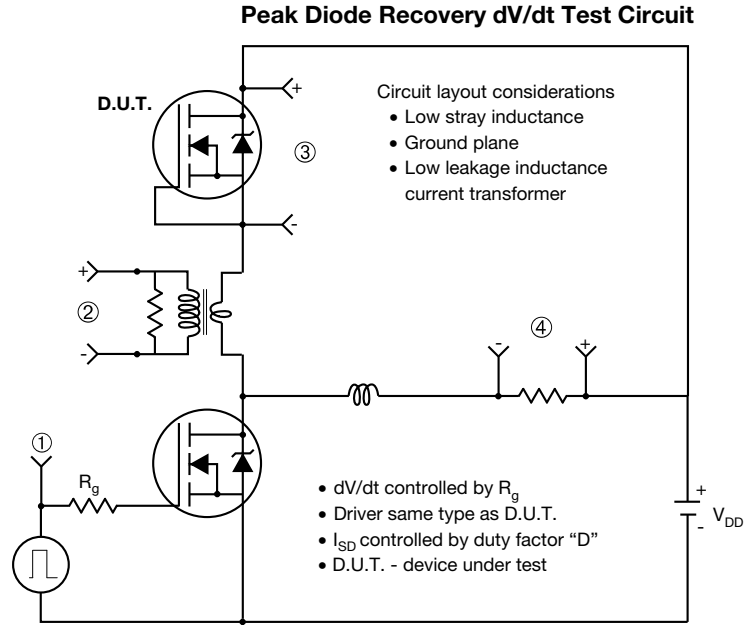 Peak Diode Recovery dV/dt Test Circuit
D.U.T.
+
-
③
Circuit layout considerations
• Low stray inductance
• Ground plane
• Low leakage inductance
current transformer
+
②
-
④
-
+
①
Rg
• dV/dt controlled by Rg
• Driver same type as D.U.T.
• ISD controlled by duty factor “D”
• D.U.T. - device under test
+
-
VDD